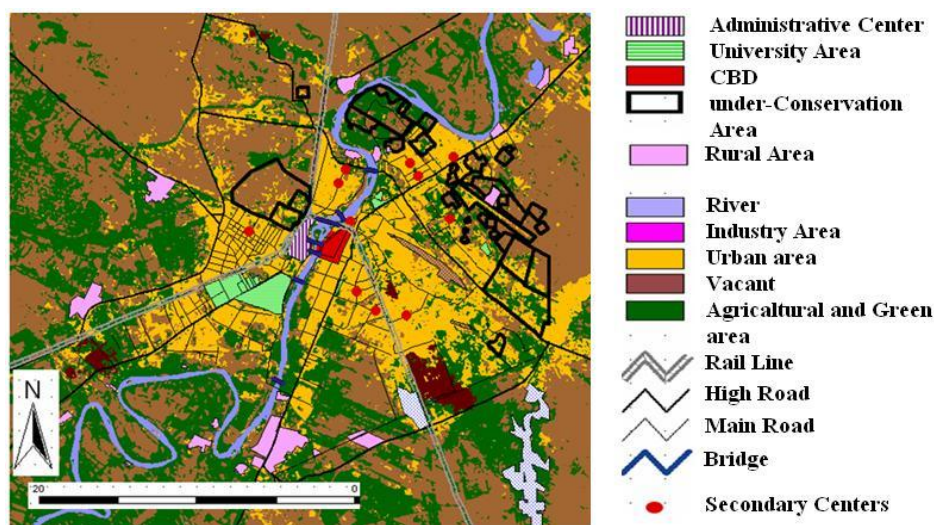 Administrative Center
University Area
CBD
under-Conservation
Area
Rural Area
River
Industry Area
Urban area
Vacant
Agricaltural and Green
area
Rail Line
High Road
Main Road
Bridge
Secondary Centers
N
20 0